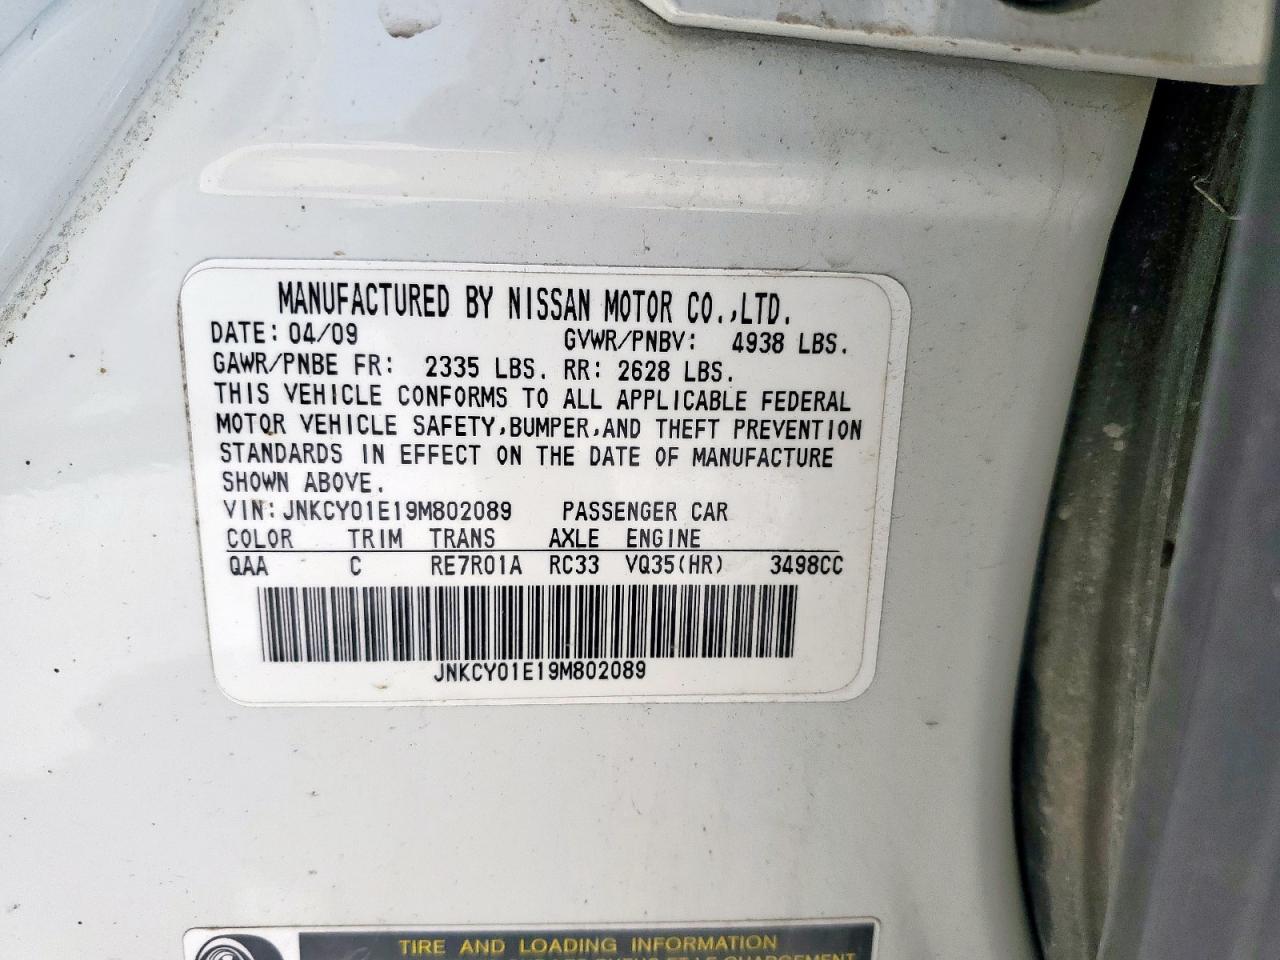 MANUFACTURED BY NISSAN MOTOR CO.,LTD.
DATE: 04/09 GVWR/PNBV: 4938 LBS.
GAWR/PNBE FR: 2335 LBS. RR: 2628 LBS.
THIS VEHICLE CONFORMS TO ALL APPLICABLE FEDERAL
MOTOR VEHICLE SAFETY,BUMPER,AND THEFT PREVENTION
STANDARDS IN EFFECT ON THE DATE OF MANUFACTURE
SHOWN ABOVE.
VIN: JNKCY01E19M802089 PASSENGER CAR
COLOR TRIM TRANS AXLE ENGINE
QAA C RE7R01A RC33 VQ35(HR) 3498CC
JNKCY01E19M802089
TIRE AND LOADING INFORMATION